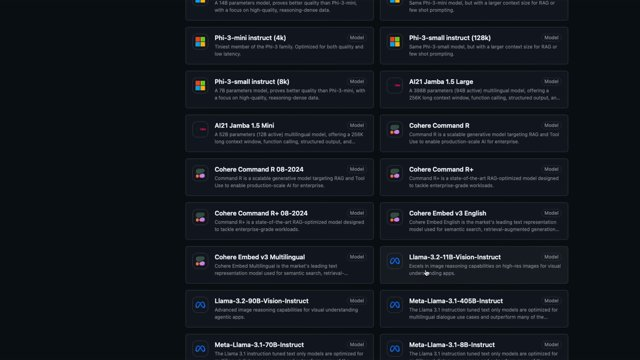 A 14B parameters model, proves better quality than Phi-3-mini,
with a focus on high-quality, reasoning-dense data.
Same Phi-3-mini model, but with a larger context size for RAG or
few shot prompting.
Phi-3-mini instruct (4k)
Model
Tiniest member of the Phi-3 family. Optimized for both quality and
low latency.
Phi-3-small instruct (128k)
Model
Same Phi-3-small model, but with a larger context size for RAG or
few shot prompting.
Phi-3-small instruct (8k)
Model
A 7B parameters model, proves better quality than Phi-3-mini, with
a focus on high-quality, reasoning-dense data.
AI21 Jamba 1.5 Large
Model
A 398B parameters (94B active) multilingual model, offering a
256K long context window, function calling, structured output, an...
AI21 Jamba 1.5 Mini
Model
A 52B parameters (12B active) multilingual model, offering a 256K
long context window, function calling, structured output, and...
Cohere Command R
Model
Command R is a scalable generative model targeting RAG and Tool
Use to enable production-scale AI for enterprise.
Cohere Command R 08-2024
Model
Command R is a scalable generative model targeting RAG and Tool
Use to enable production-scale AI for enterprise.
Cohere Command R+
Model
Command R+ is a state-of-the-art RAG-optimized model designed
to tackle enterprise-grade workloads.
Cohere Command R+ 08-2024
Model
Command R+ is a state-of-the-art RAG-optimized model designed
to tackle enterprise-grade workloads.
Cohere Embed v3 English
Model
Cohere Embed English is the market's leading text representation
model used for semantic search, retrieval-augmented generation...
Cohere Embed v3 Multilingual
Model
Cohere Embed Multilingual is the market's leading text
representation model used for semantic search, retrieval-...
Llama-3.2-11B-Vision-Instruct
Model
Excels in image reasoning capabilities on high-res images for visual
understanding apps.
Llama-3.2-90B-Vision-Instruct
Model
Advanced image reasoning capabilities for visual understanding
agentic apps.
Meta-Llama-3.1-405B-Instruct
Model
The Llama 3.1 instruction tuned text only models are optimized for
multilingual dialogue use cases and outperform many of the...
Meta-Llama-3.1-70B-Instruct
Model
The Llama 3.1 instruction tuned text only models are optimized for
Meta-Llama-3.1-8B-Instruct
Model
The Llama 3.1 instruction tuned text only models are optimized for